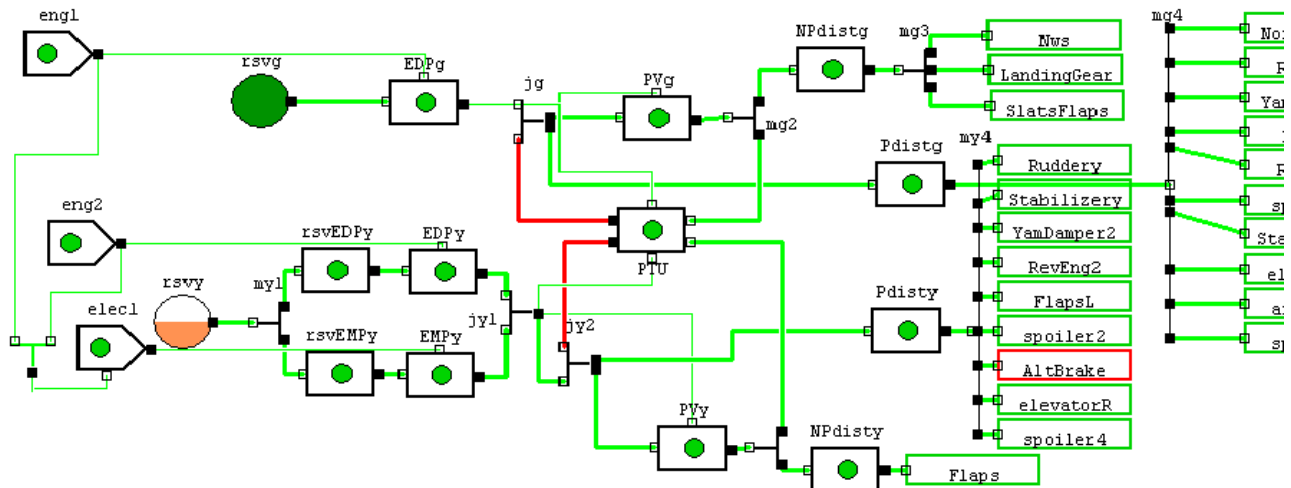 eng1
rsvg
EDPg
jg
PVg
mg2
NPdistg
mg3
Nws
LandingGear
SlatsFlaps
mg4
Pdistg
my4
Ruddery
Stabilizery
YamDamper2
RevEng2
FlapsL
spoiler2
AltBrake
elevatorR
spoiler4
eng2
rsvy
elec1
my1
rsvEDPy
EDPy
rsvEMPy
EMPy
jy1
PTU
jy2
Pdisty
PVy
NPdisty
Flaps